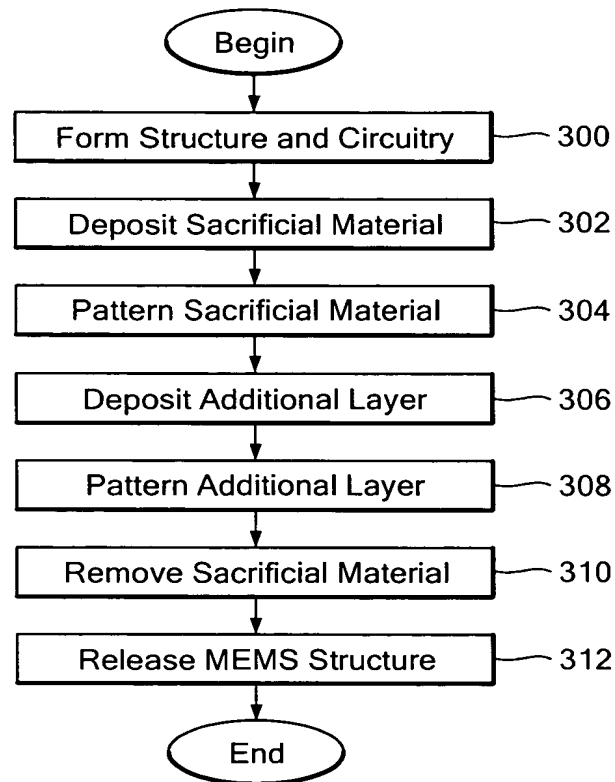 Begin
Form Structure and Circuitry 300
Deposit Sacrificial Material 302
Pattern Sacrificial Material 304
Deposit Additional Layer 306
Pattern Additional Layer 308
Remove Sacrificial Material 310
Release MEMS Structure 312
End